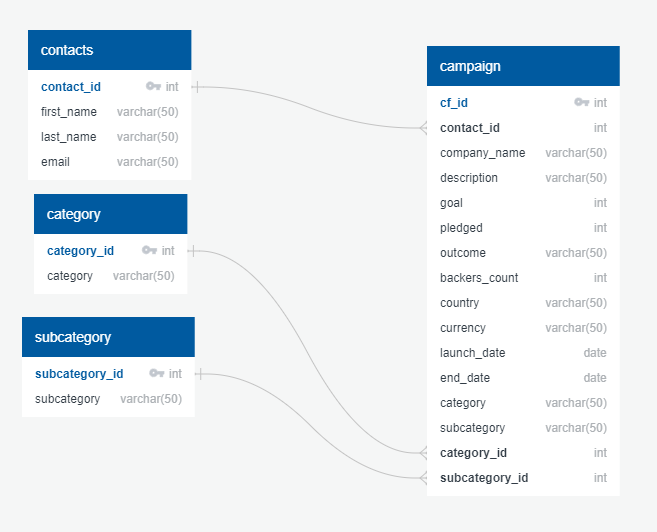 contacts
contact_id int
first_name varchar(50)
last_name varchar(50)
email varchar(50)
category
category_id int
category varchar(50)
subcategory
subcategory_id int
subcategory varchar(50)
campaign
cf_id int
contact_id int
company_name varchar(50)
description varchar(50)
goal int
pledged int
outcome varchar(50)
backers_count int
country varchar(50)
currency varchar(50)
launch_date date
end_date date
category varchar(50)
subcategory varchar(50)
category_id int
subcategory_id int